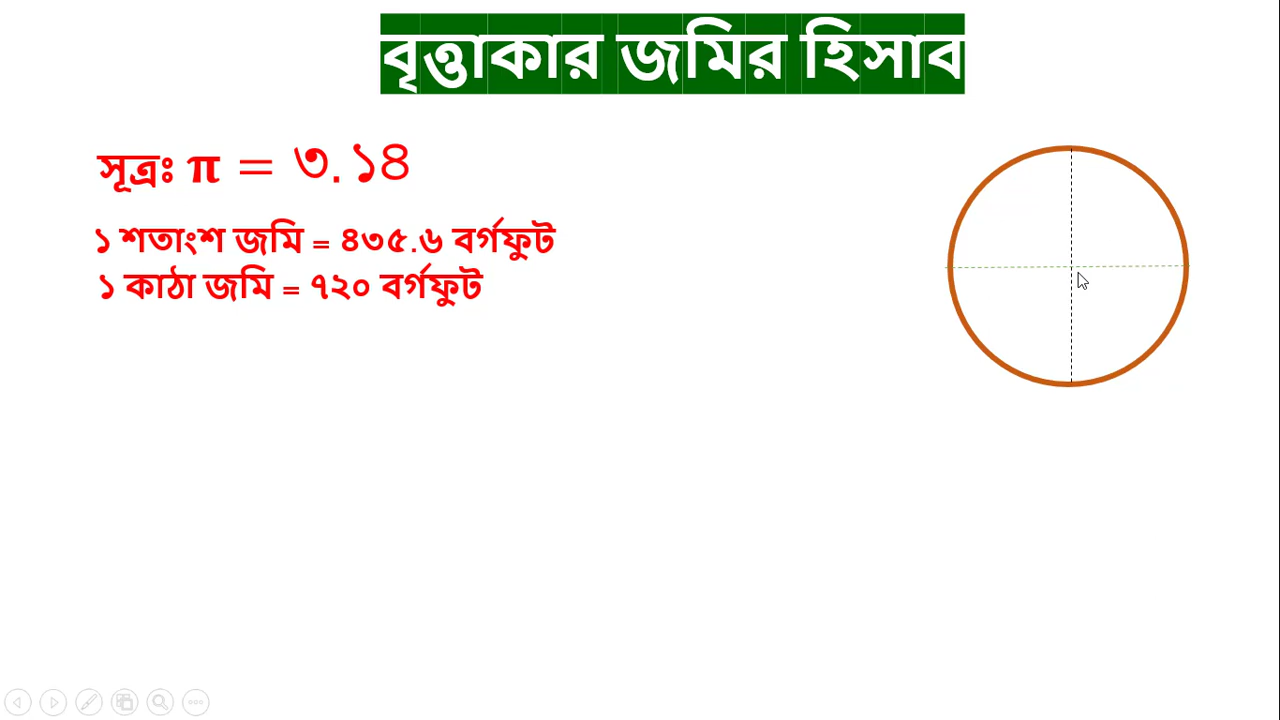 বৃত্তাকার জমির হিসাব
সূত্রঃ π = ৩.১৪
১ শতাংশ জমি = ৪৩৫.৬ বর্গফুট
১ কাঠা জমি = ৭২০ বর্গফুট